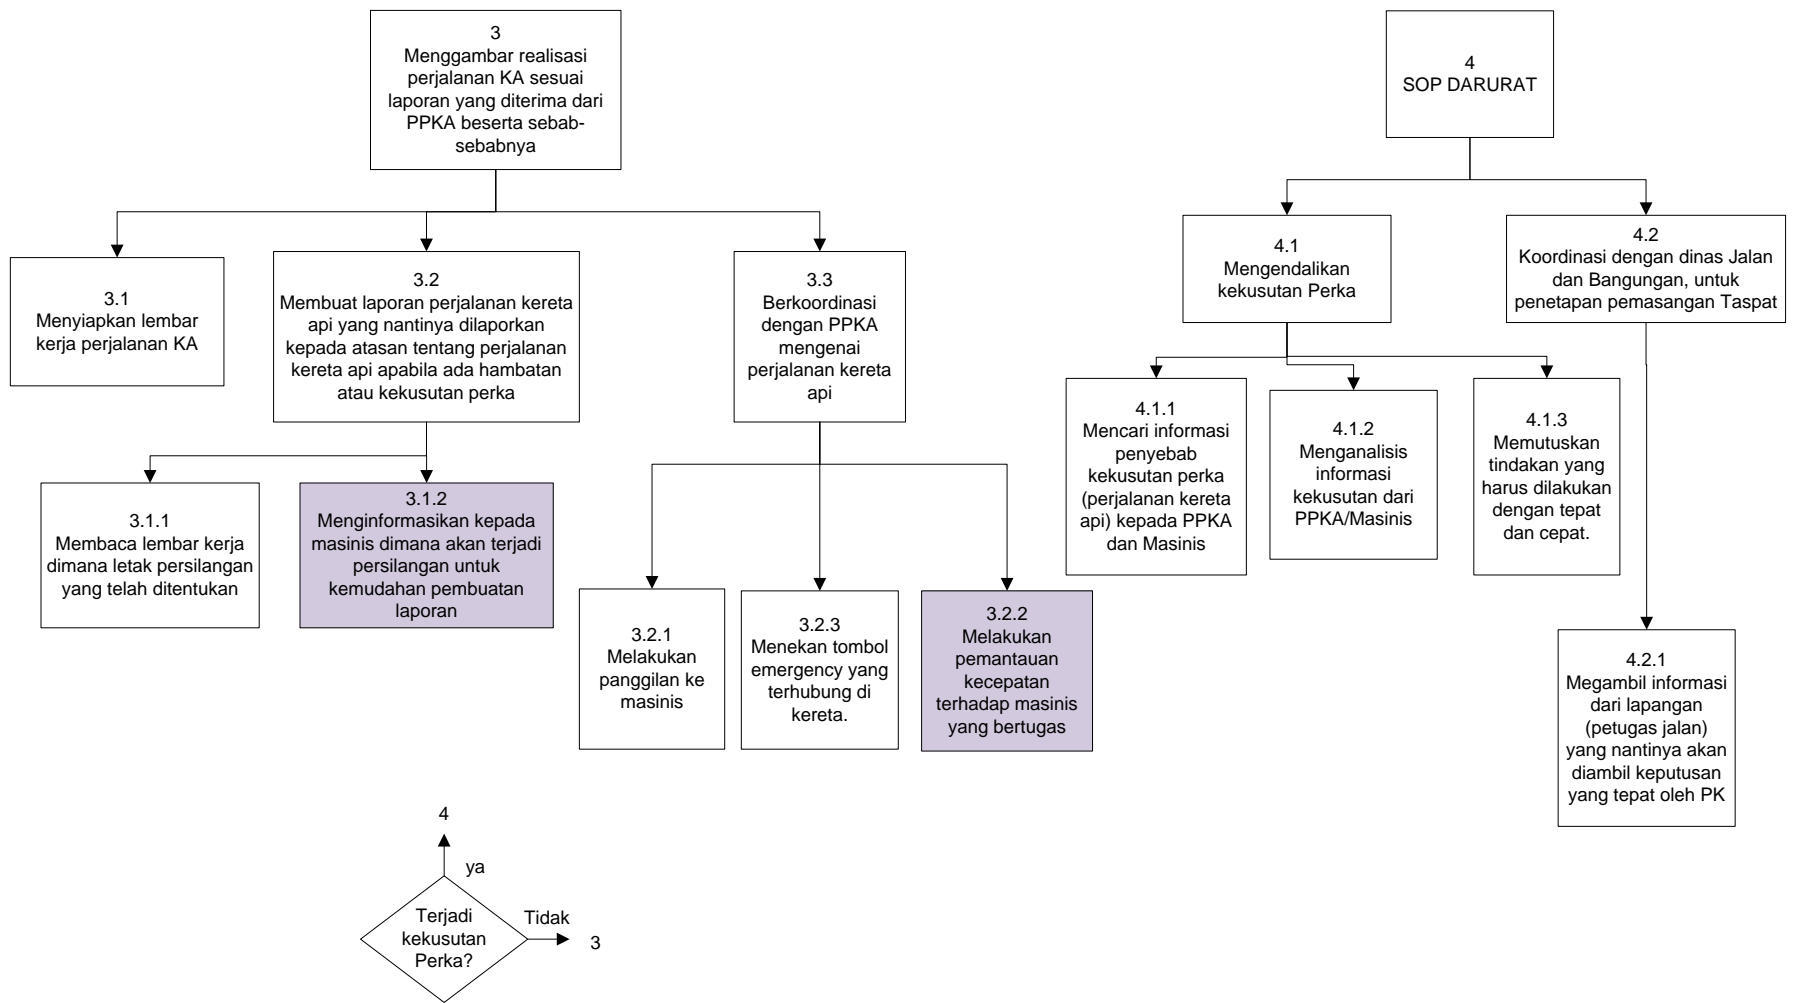 3
Menggambar realisasi
perjalanan KA sesuai
laporan yang diterima dari
PPKA beserta sebab-
sebabnya
4
SOP DARURAT
3.1
Menyiapkan lembar
kerja perjalanan KA
3.2
Membuat laporan perjalanan kereta
api yang nantinya dilaporkan
kepada atasan tentang perjalanan
kereta api apabila ada hambatan
atau kekusutan perka
3.3
Berkoordinasi
dengan PPKA
mengenai
perjalanan kereta
api
4.1
Mengendalikan
kekusutan Perka
4.2
Koordinasi dengan dinas Jalan
dan Bangungan, untuk
penetapan pemasangan Taspat
3.1.1
Membaca lembar kerja
dimana letak persilangan
yang telah ditentukan
3.1.2
Menginformasikan kepada
masinis dimana akan terjadi
persilangan untuk
kemudahan pembuatan
laporan
3.2.1
Melakukan
panggilan ke
masinis
3.2.3
Menekan tombol
emergency yang
terhubung di
kereta.
3.2.2
Melakukan
pemantauan
kecepatan
terhadap masinis
yang bertugas
4.1.1
Mencari informasi
penyebab
kekusutan perka
(perjalanan kereta
api) kepada PPKA
dan Masinis
4.1.2
Menganalisis
informasi
kekusutan dari
PPKA/Masinis
4.1.3
Memutuskan
tindakan yang
harus dilakukan
dengan tepat
dan cepat.
4.2.1
Megambil informasi
dari lapangan
(petugas jalan)
yang nantinya akan
diambil keputusan
yang tepat oleh PK
4
ya
Terjadi
kekusutan
Perka?
Tidak
3